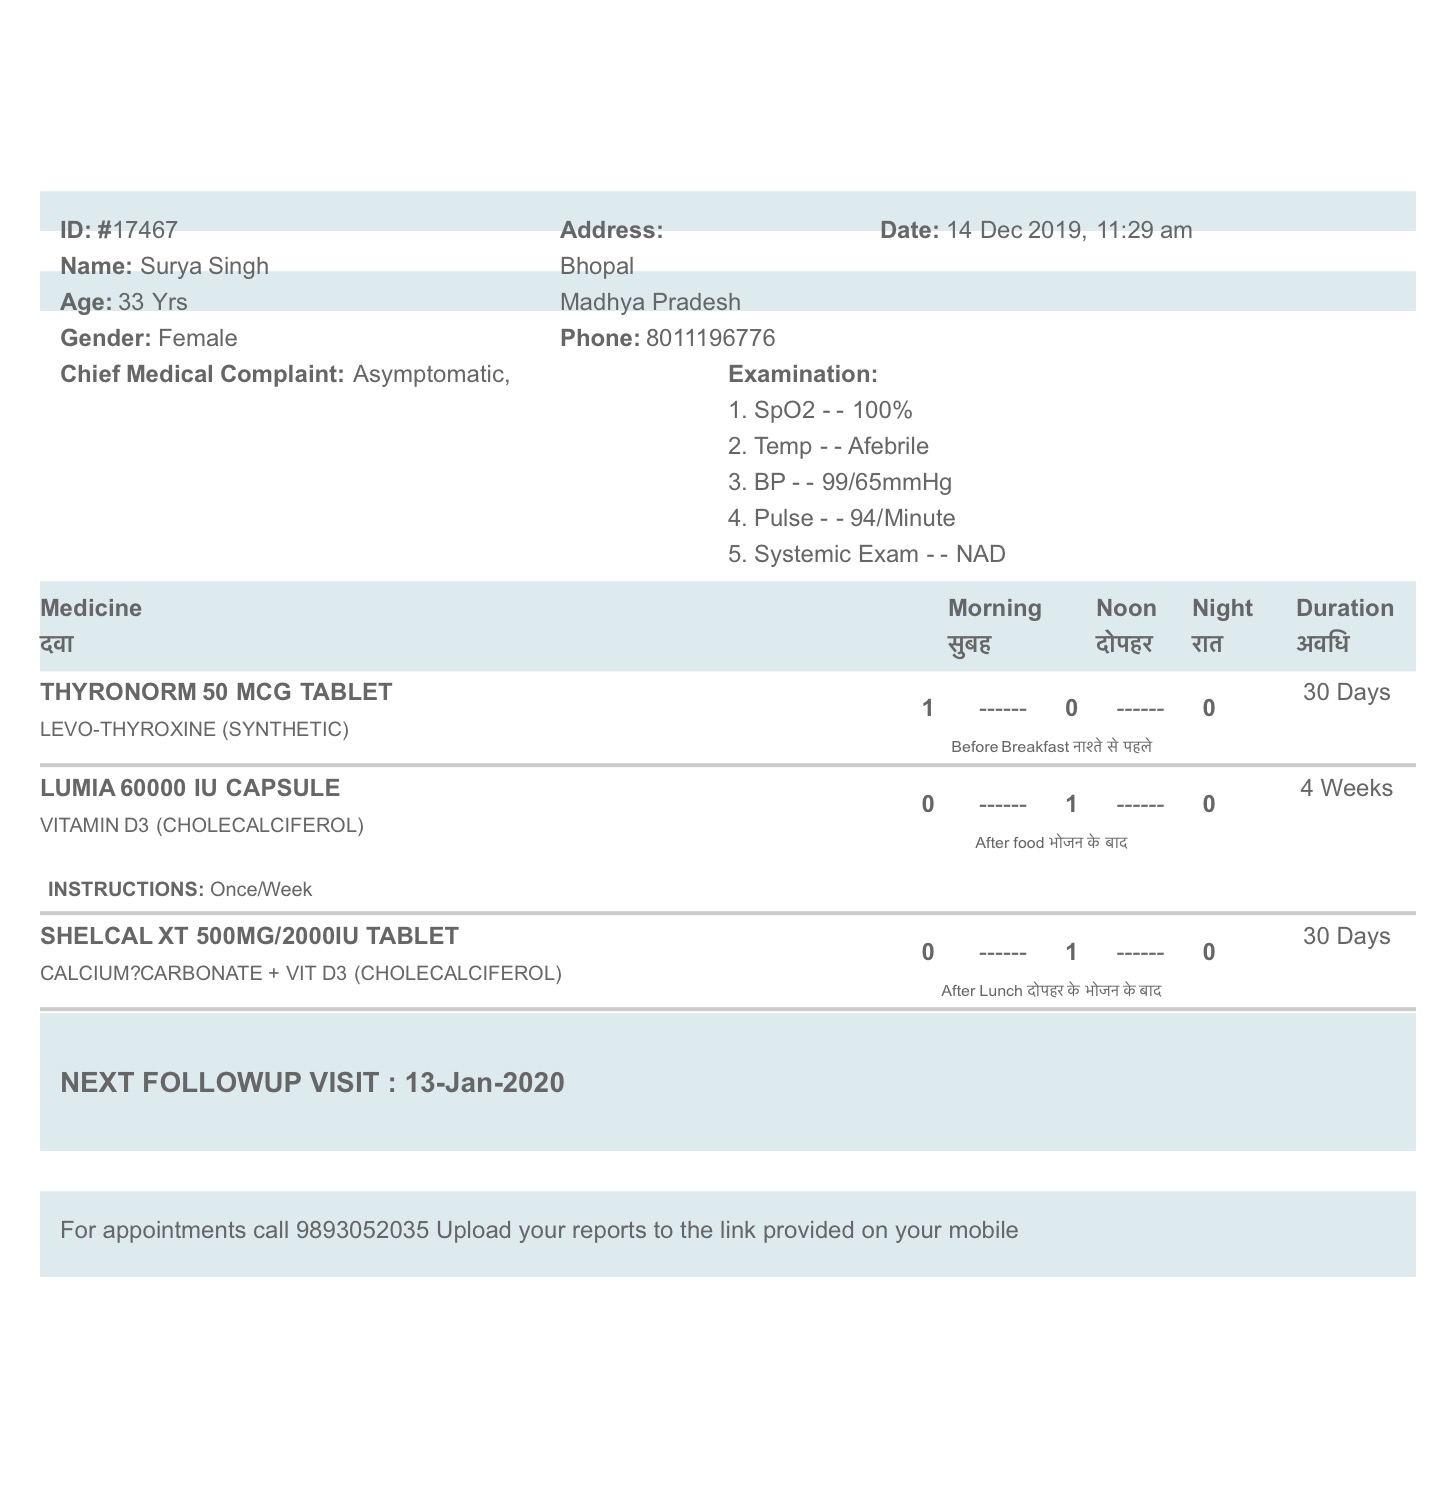 ID: #17467 Address: Date: 14 Dec 2019, 11:29 am
Name: Surya Singh Bhopal
Age: 33 Yrs Madhya Pradesh
Gender: Female Phone: 8011196776
Chief Medical Complaint: Asymptomatic, Examination:
1. SpO2 - - 100%
2. Temp - - Afebrile
3. BP - - 99/65mmHg
4. Pulse - - 94/Minute
5. Systemic Exam - - NAD
Medicine Morning Noon Night Duration
दवा सुबह दोपहर रात अवधि
THYRONORM 50 MCG TABLET 30 Days
1 ------ 0 ------ 0
LEVO-THYROXINE (SYNTHETIC)
Before Breakfast नाश्ते से पहले
LUMIA 60000 IU CAPSULE 4 Weeks
0 ------ 1 ------ 0
VITAMIN D3 (CHOLECALCIFEROL)
After food भोजन के बाद
INSTRUCTIONS: Once/Week
SHELCAL XT 500MG/2000IU TABLET 30 Days
0 ------ 1 ------ 0
CALCIUM?CARBONATE + VIT D3 (CHOLECALCIFEROL)
After Lunch दोपहर के भोजन के बाद
NEXT FOLLOWUP VISIT : 13-Jan-2020
For appointments call 9893052035 Upload your reports to the link provided on your mobile